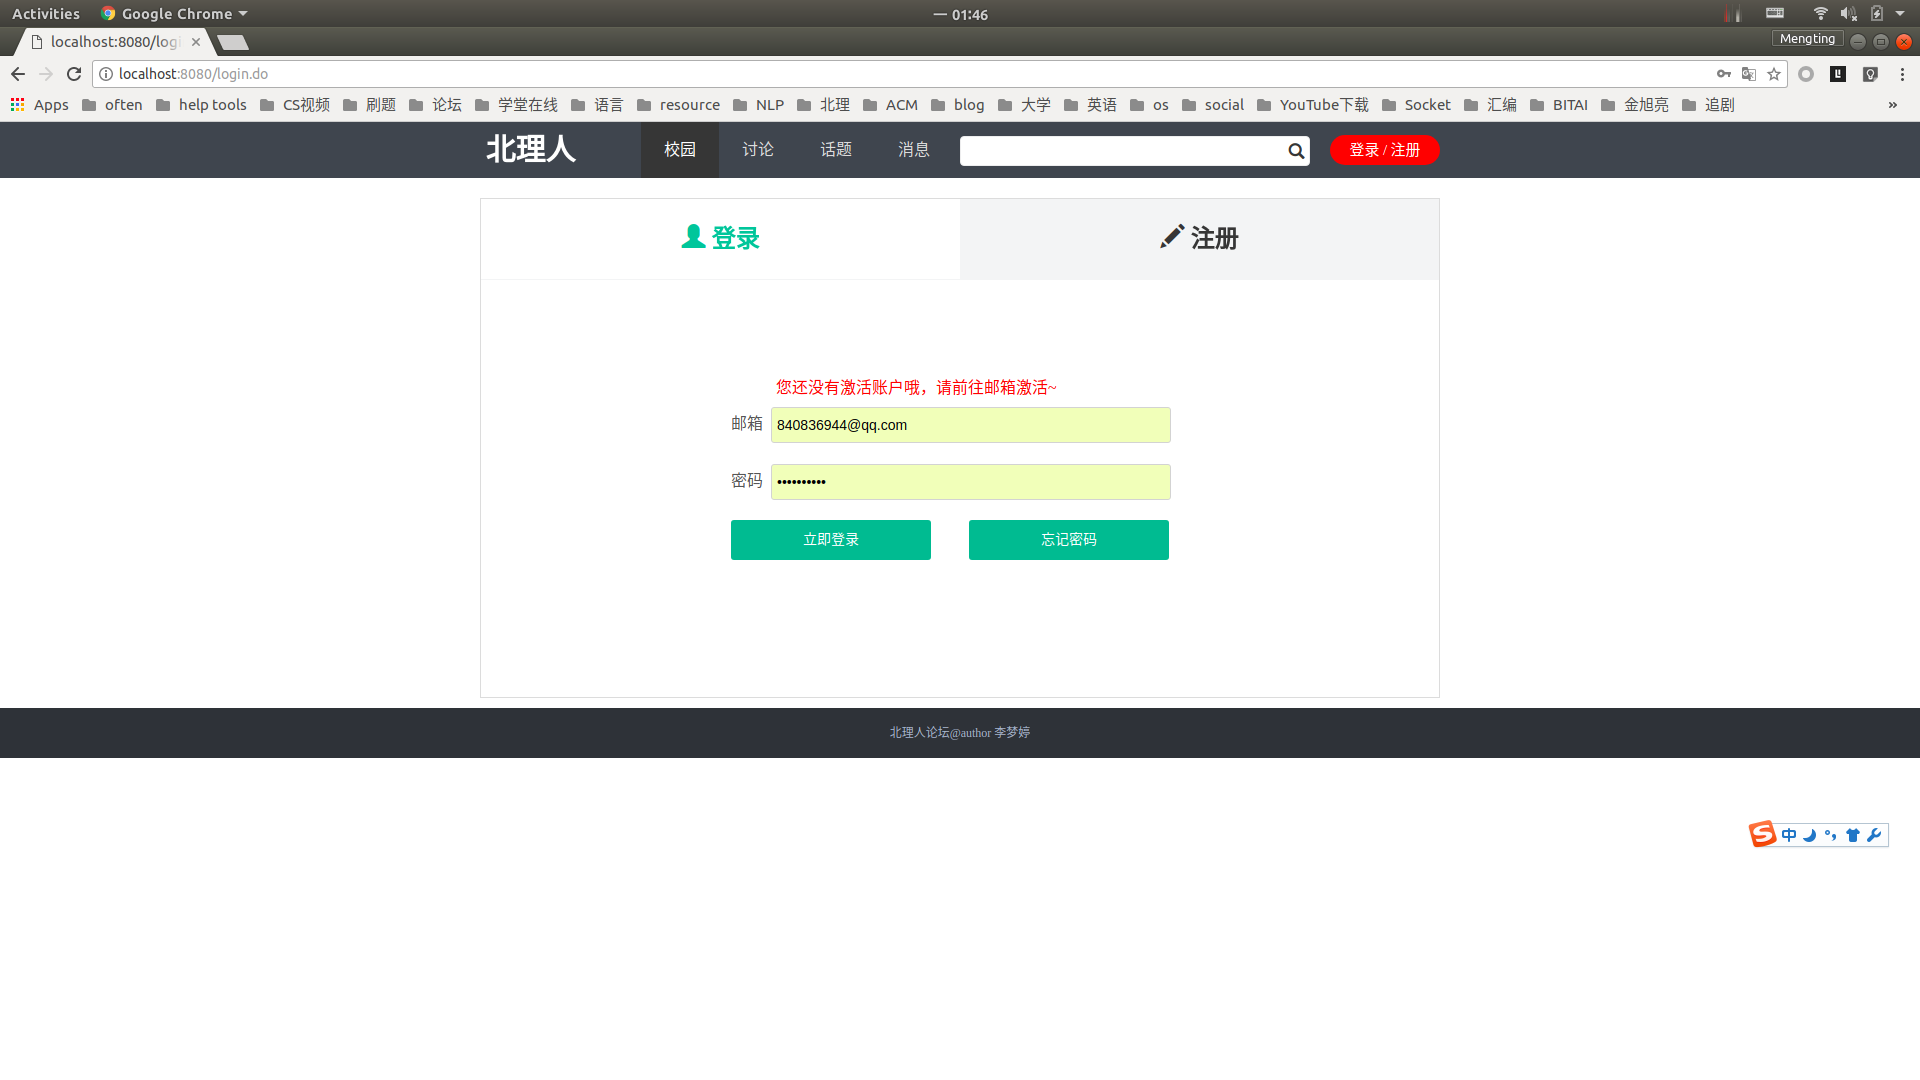 Activities Google Chrome 一 01:46
localhost:8080/logi
Mengting
localhost:8080/login.do
Apps often help tools CS视频 刷题 论坛 学堂在线 语言 resource NLP 北理 ACM blog 大学 英语 os social YouTube下载 Socket 汇编 BITAI 金旭亮 追剧 »
北理人 校园 讨论 话题 消息 登录 / 注册
登录 注册
您还没有激活账户哦，请前往邮箱激活~
邮箱 840836944@qq.com
密码 ••••••••••
立即登录 忘记密码
北理人论坛@author 李梦婷
中